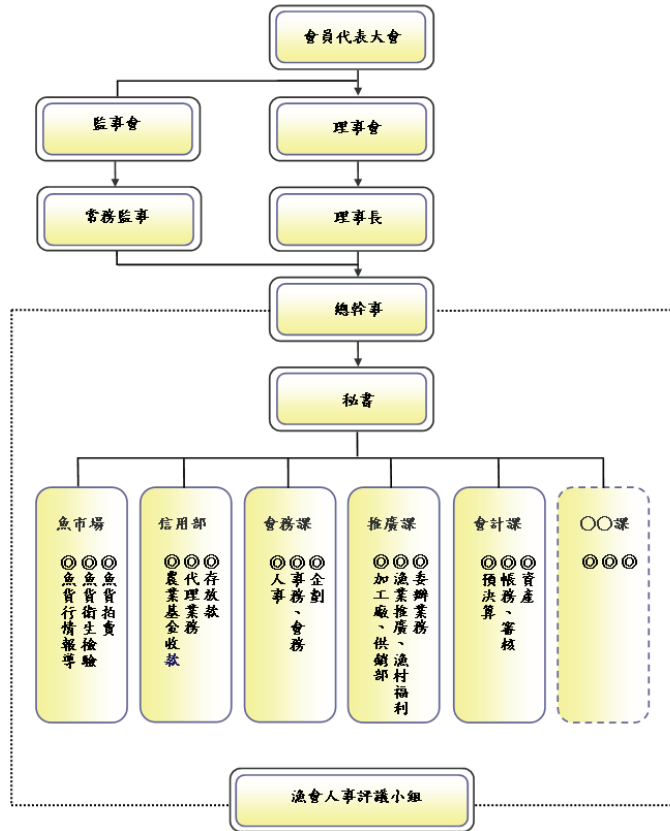 會員代表大會
監事會
理事會
常務監事
理事長
總幹事
秘書
魚市場
◎魚貨拍賣
◎魚貨衛生檢驗
◎魚貨行情報導
信用部
◎存放款
◎代理業務
◎農業基金收款
會務課
◎企劃
◎事務、會務
◎人事
推廣課
◎委辦業務
◎漁業推廣、漁村福利
◎加工廠、供銷部
會計課
◎資產
◎帳務、審核
◎預決算
○○課
◎
◎
◎
漁會人事評議小組